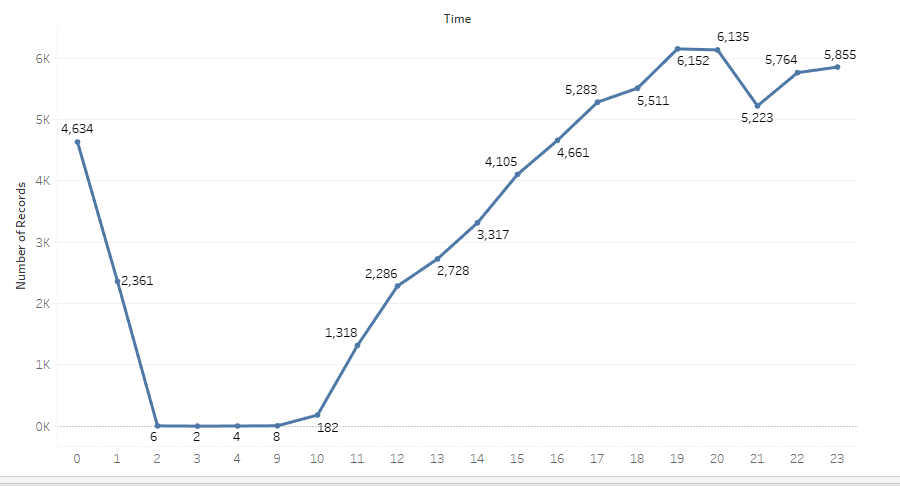 Time
6,135
5,855
6K
5,764
6,152
5,283
5,511
5K
4,634
5,223
4,105
4,661
4K
3,317
3K
2,728
2,286
2,361
2K
1,318
1K
182
0K
6 2 4 8
0 1 2 3 4 9 10 11 12 13 14 15 16 17 18 19 20 21 22 23
Number of Records